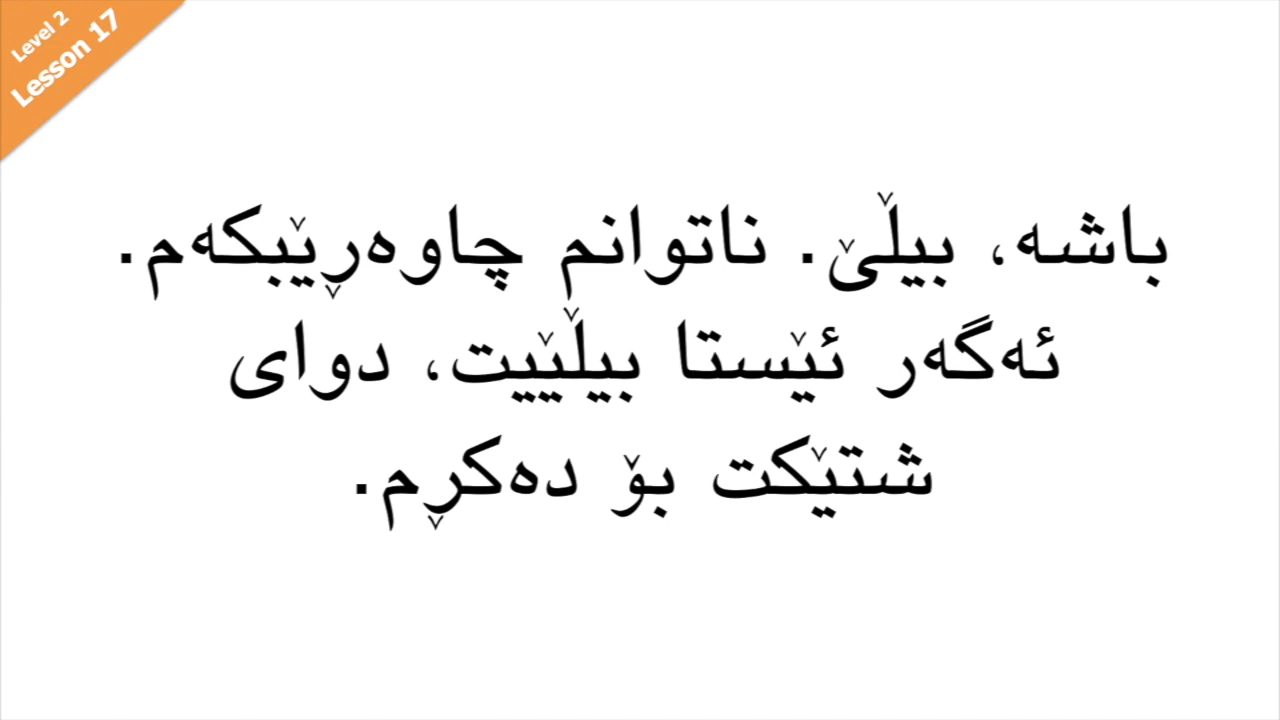 Level 2
Lesson 17
باشە، بیڵێ. ناتوانم چاوەڕێبکەم.
ئەگەر ئێستا بیڵێیت، دوای
شتێکت بۆ دەکڕم.